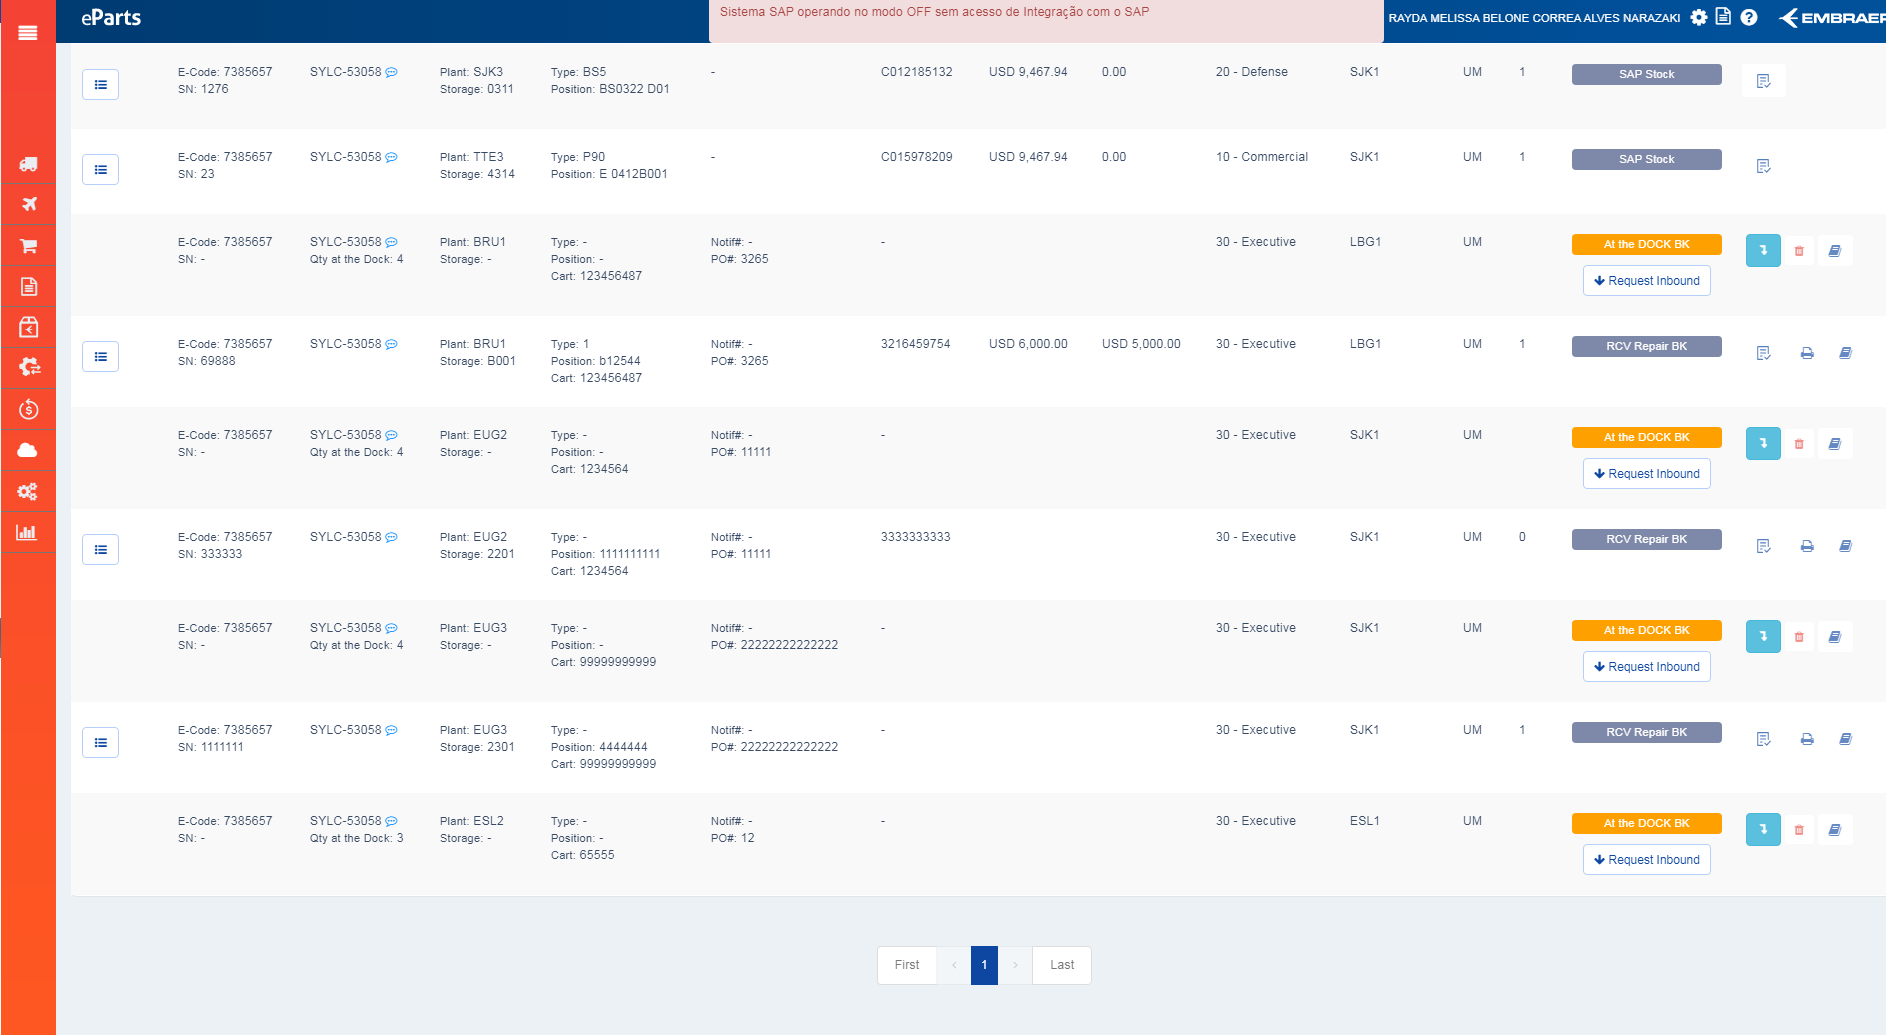 eParts
Sistema SAP operando no modo OFF sem acesso de Integração com o SAP
RAYDA MELISSA BELONE CORREA ALVES NARAZAKI
EMBRAER
E-Code: 7385657 SYLC-53058 Plant: SJK3 Type: BS5 - C012185132 USD 9,467.94 0.00 20 - Defense SJK1 UM 1 SAP Stock
SN: 1276 Storage: 0311 Position: BS0322 D01
E-Code: 7385657 SYLC-53058 Plant: TTE3 Type: P90 - C015978209 USD 9,467.94 0.00 10 - Commercial SJK1 UM 1 SAP Stock
SN: 23 Storage: 4314 Position: E 0412B001
E-Code: 7385657 SYLC-53058 Plant: BRU1 Type: - Notif#: - - 30 - Executive LBG1 UM At the DOCK BK
SN: - Qty at the Dock: 4 Storage: - Position: - PO#: 3265
Cart: 123456487 Request Inbound
E-Code: 7385657 SYLC-53058 Plant: BRU1 Type: 1 Notif#: - 3216459754 USD 6,000.00 USD 5,000.00 30 - Executive LBG1 UM 1 RCV Repair BK
SN: 69888 Storage: B001 Position: b12544 PO#: 3265
Cart: 123456487
E-Code: 7385657 SYLC-53058 Plant: EUG2 Type: - Notif#: - - 30 - Executive SJK1 UM At the DOCK BK
SN: - Qty at the Dock: 4 Storage: - Position: - PO#: 11111
Cart: 1234564 Request Inbound
E-Code: 7385657 SYLC-53058 Plant: EUG2 Type: - Notif#: - 3333333333 30 - Executive SJK1 UM 0 RCV Repair BK
SN: 333333 Storage: 2201 Position: 1111111111 PO#: 11111
Cart: 1234564
E-Code: 7385657 SYLC-53058 Plant: EUG3 Type: - Notif#: - - 30 - Executive SJK1 UM At the DOCK BK
SN: - Qty at the Dock: 4 Storage: - Position: - PO#: 22222222222222
Cart: 99999999999 Request Inbound
E-Code: 7385657 SYLC-53058 Plant: EUG3 Type: - Notif#: - - 30 - Executive SJK1 UM 1 RCV Repair BK
SN: 1111111 Storage: 2301 Position: 4444444 PO#: 22222222222222
Cart: 99999999999
E-Code: 7385657 SYLC-53058 Plant: ESL2 Type: - Notif#: - - 30 - Executive ESL1 UM At the DOCK BK
SN: - Qty at the Dock: 3 Storage: - Position: - PO#: 12
Cart: 65555 Request Inbound
First ‹ 1 › Last